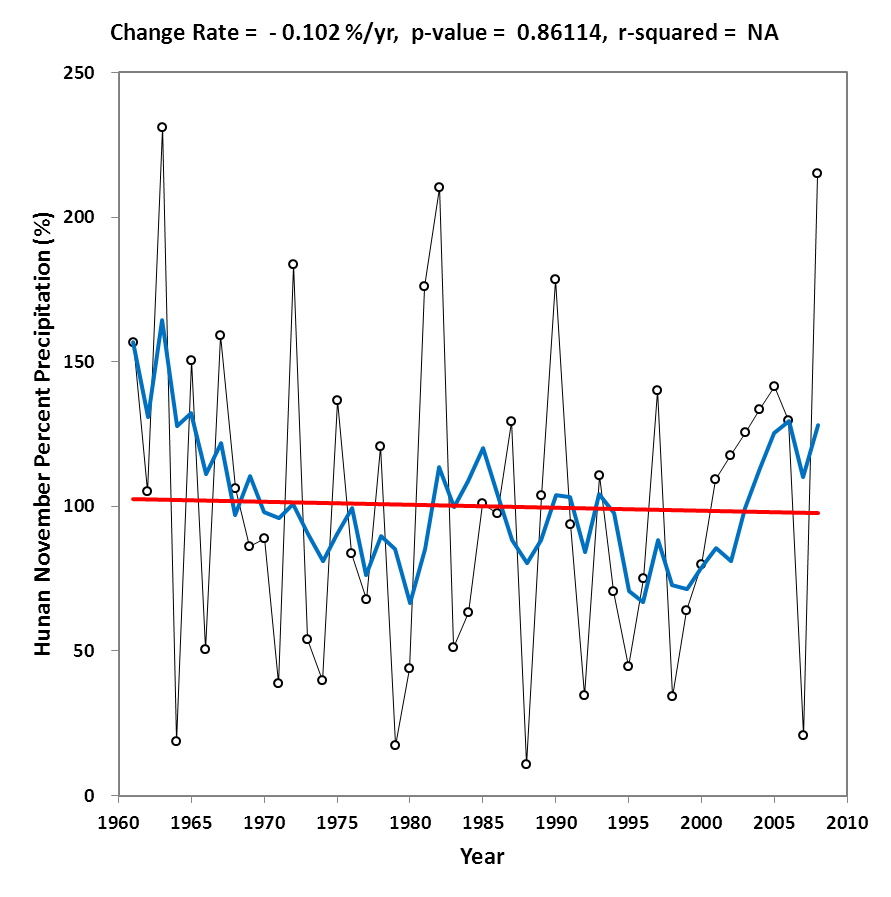 Change Rate = - 0.102 %/yr, p-value = 0.86114, r-squared = NA
250
200
150
100
50
0
Hunan November Percent Precipitation (%)
1960 1965 1970 1975 1980 1985 1990 1995 2000 2005 2010
Year